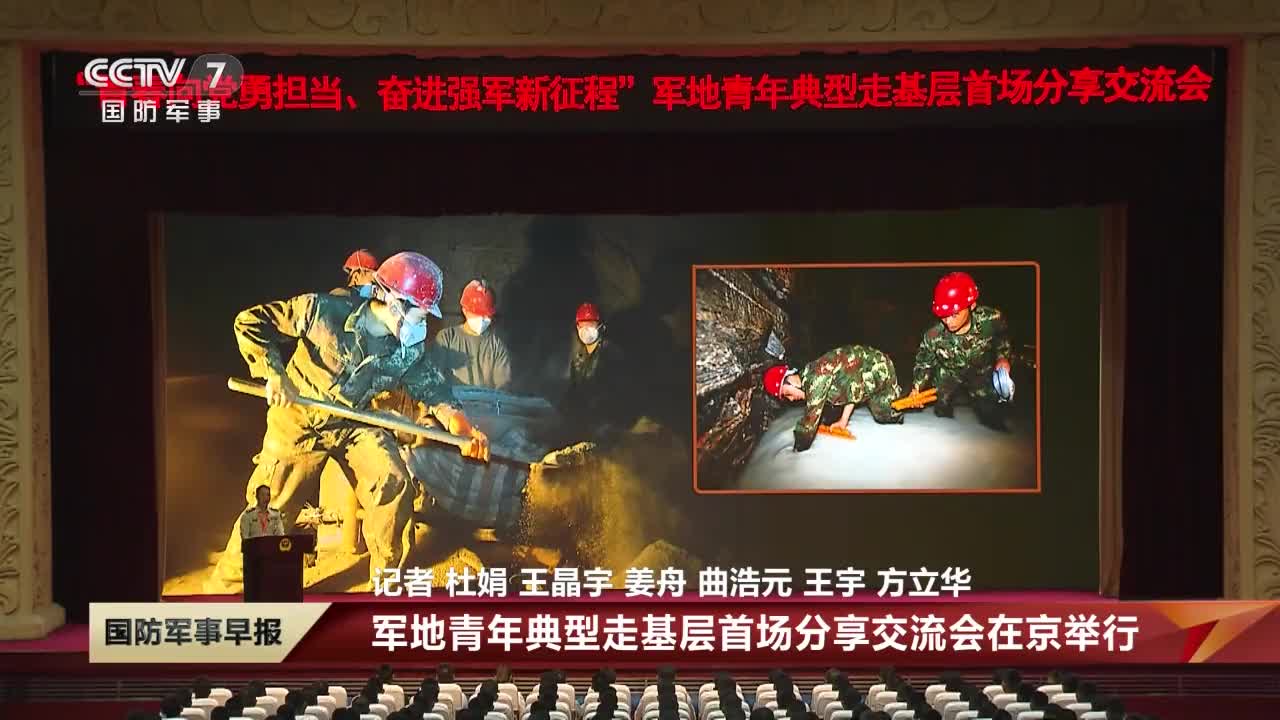 CCTV 7
国防军事
党勇担当、奋进强军新征程”军地青年典型走基层首场分享交流会
记者 杜娟 王晶宇 姜舟 曲浩元 王宇 方立华
国防军事早报
军地青年典型走基层首场分享交流会在京举行